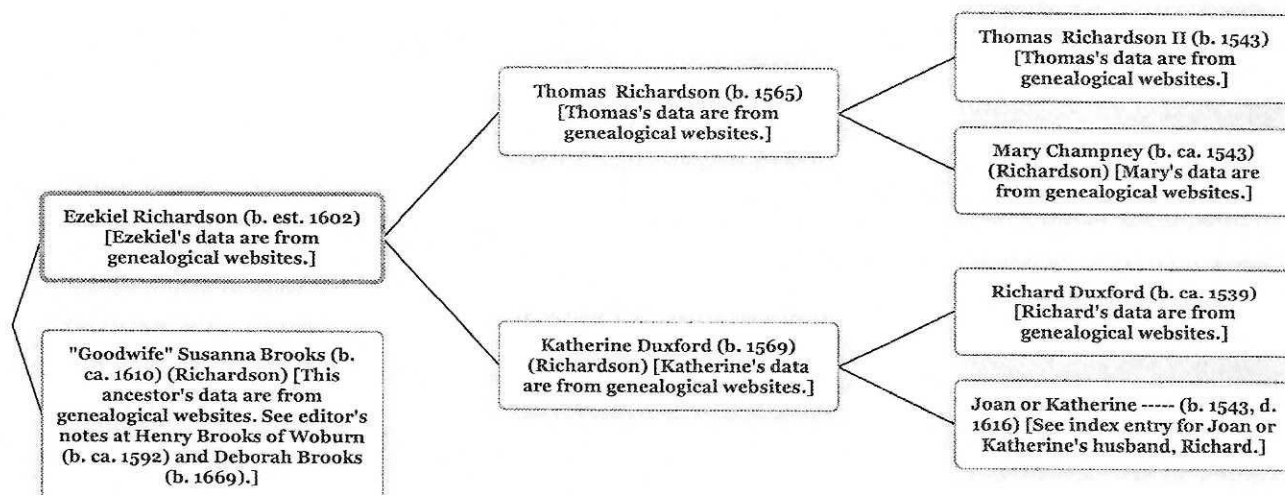 Thomas Richardson II (b. 1543)
[Thomas's data are from
genealogical websites.]
Thomas Richardson (b. 1565)
[Thomas's data are from
genealogical websites.]
Mary Champney (b. ca. 1543)
(Richardson) [Mary's data are
from genealogical websites.]
Ezekiel Richardson (b. est. 1602)
[Ezekiel's data are from
genealogical websites.]
Richard Duxford (b. ca. 1539)
[Richard's data are from
genealogical websites.]
Katherine Duxford (b. 1569)
(Richardson) [Katherine's data
are from genealogical websites.]
"Goodwife" Susanna Brooks (b.
ca. 1610) (Richardson) [This
ancestor's data are from
genealogical websites. See editor's
notes at Henry Brooks of Woburn
(b. ca. 1592) and Deborah Brooks
(b. 1669).]
Joan or Katherine ----- (b. 1543, d.
1616) [See index entry for Joan or
Katherine's husband, Richard.]